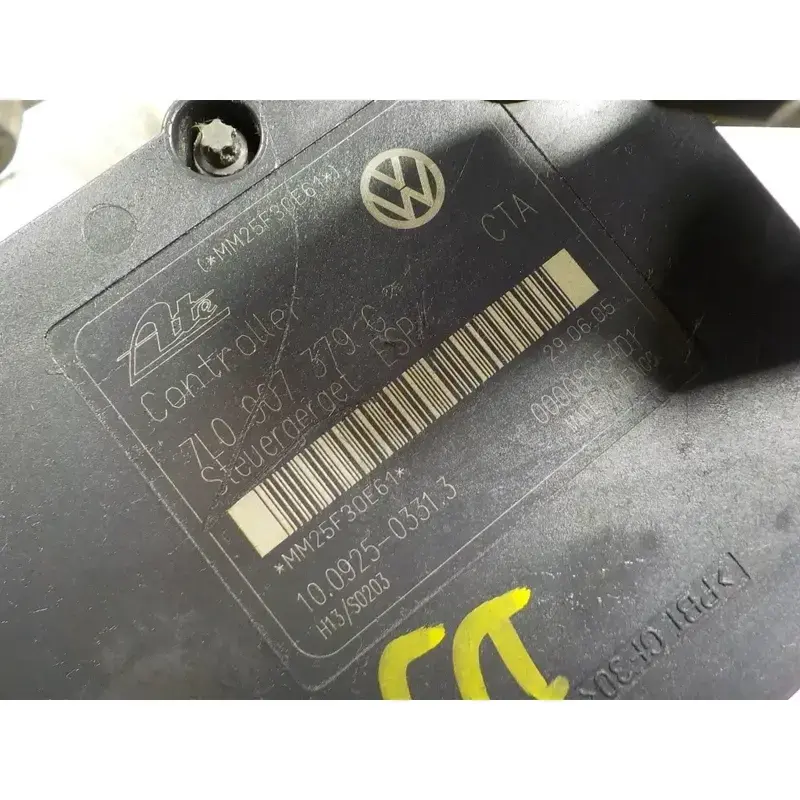 (*MM25F30E61*)
Ate
CTA
Controller
7L0 907 379 G
Steuergeraet ESP
29.06.05
*MM25F30E61*
10.0925-0331.3
H13/S0203